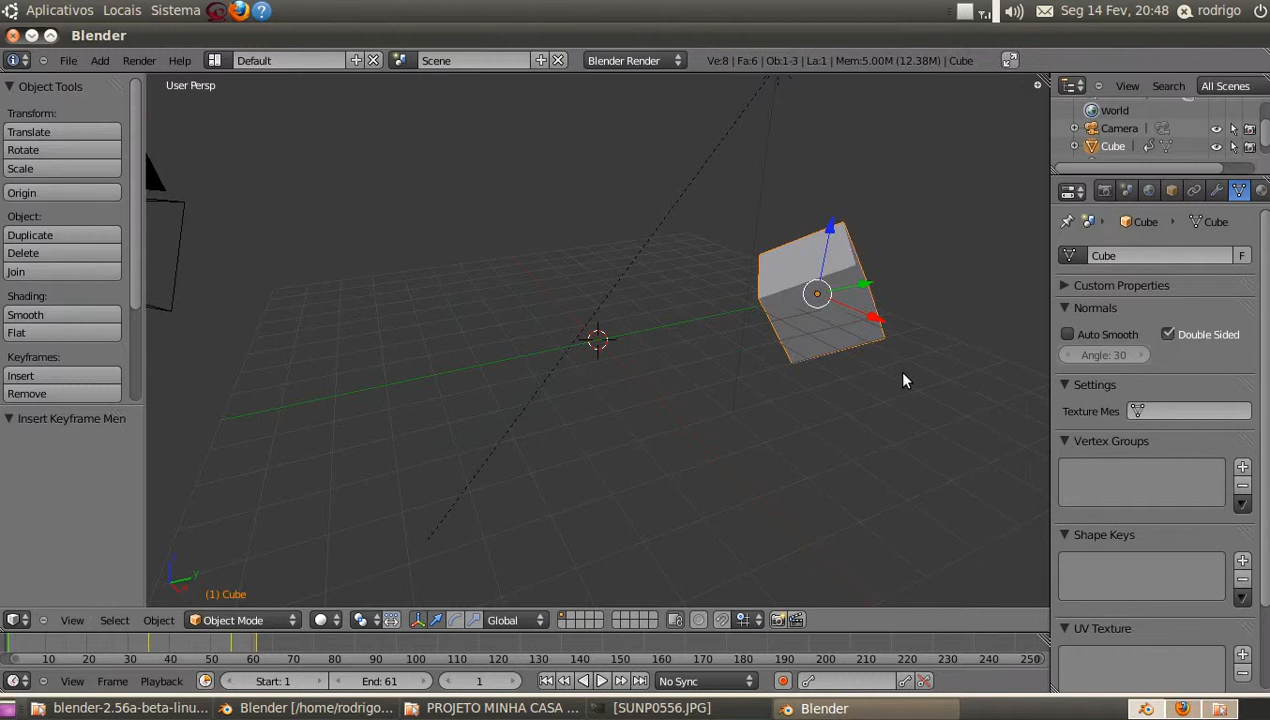 Aplicativos Locais Sistema ? Seg 14 Fev, 20:48 rodrigo
Blender
File Add Render Help Default Scene Blender Render Ve:8 | Fa:6 | Ob:1-3 | La:1 | Mem:5.00M (12.38M) | Cube
Object Tools
Transform:
Translate
Rotate
Scale
Origin
Object:
Duplicate
Delete
Join
Shading:
Smooth
Flat
Keyframes:
Insert
Remove
Insert Keyframe Men
User Persp
y
(1) Cube
View Search All Scenes
World
Camera
Cube
Cube Cube
Cube F
Custom Properties
Normals
Auto Smooth Double Sided
Angle: 30
Settings
Texture Mes
Vertex Groups
Shape Keys
UV Texture
View Select Object Object Mode Global
10 20 30 40 50 60 70 80 90 100 110 120 130 140 150 160 170 180 190 200 210 220 230 240 250
View Frame Playback Start: 1 End: 61 1 No Sync
blender-2.56a-beta-linu... Blender [/home/rodrigo... PROJETO MINHA CASA ... [SUNP0556.JPG] Blender